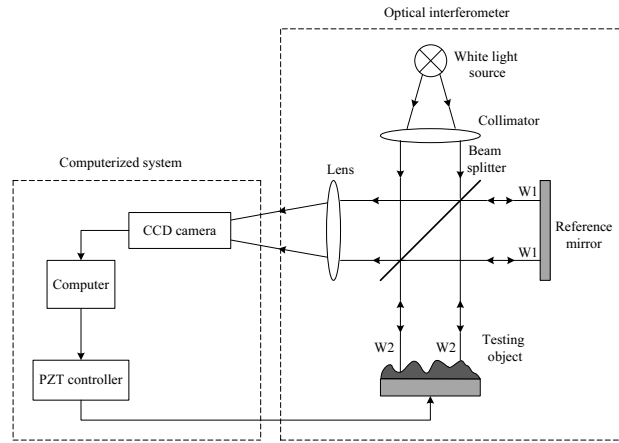 Optical interferometer
White light
source
Collimator
Beam
splitter
Computerized system
Lens
W1
CCD camera
Reference
mirror
W1
Computer
W2
W2
Testing
object
PZT controller